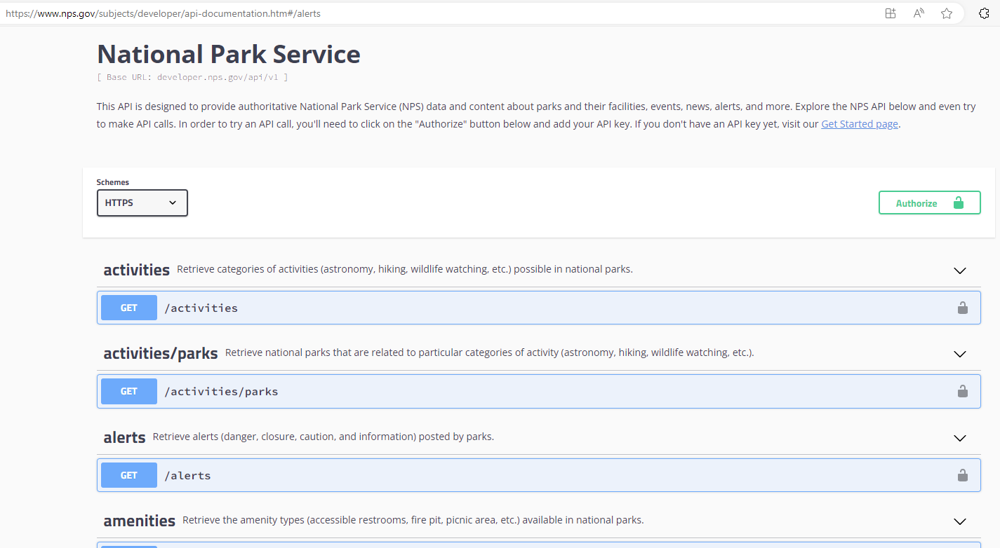 https://www.nps.gov/subjects/developer/api-documentation.htm#/alerts
National Park Service
[ Base URL: developer.nps.gov/api/v1 ]
This API is designed to provide authoritative National Park Service (NPS) data and content about parks and their facilities, events, news, alerts, and more. Explore the NPS API below and even try
to make API calls. In order to try an API call, you'll need to click on the "Authorize" button below and add your API key. If you don't have an API key yet, visit our Get Started page.
Schemes
HTTPS
Authorize
activities Retrieve categories of activities (astronomy, hiking, wildlife watching, etc.) possible in national parks.
GET /activities
activities/parks Retrieve national parks that are related to particular categories of activity (astronomy, hiking, wildlife watching, etc.).
GET /activities/parks
alerts Retrieve alerts (danger, closure, caution, and information) posted by parks.
GET /alerts
amenities Retrieve the amenity types (accessible restrooms, fire pit, picnic area, etc.) available in national parks.